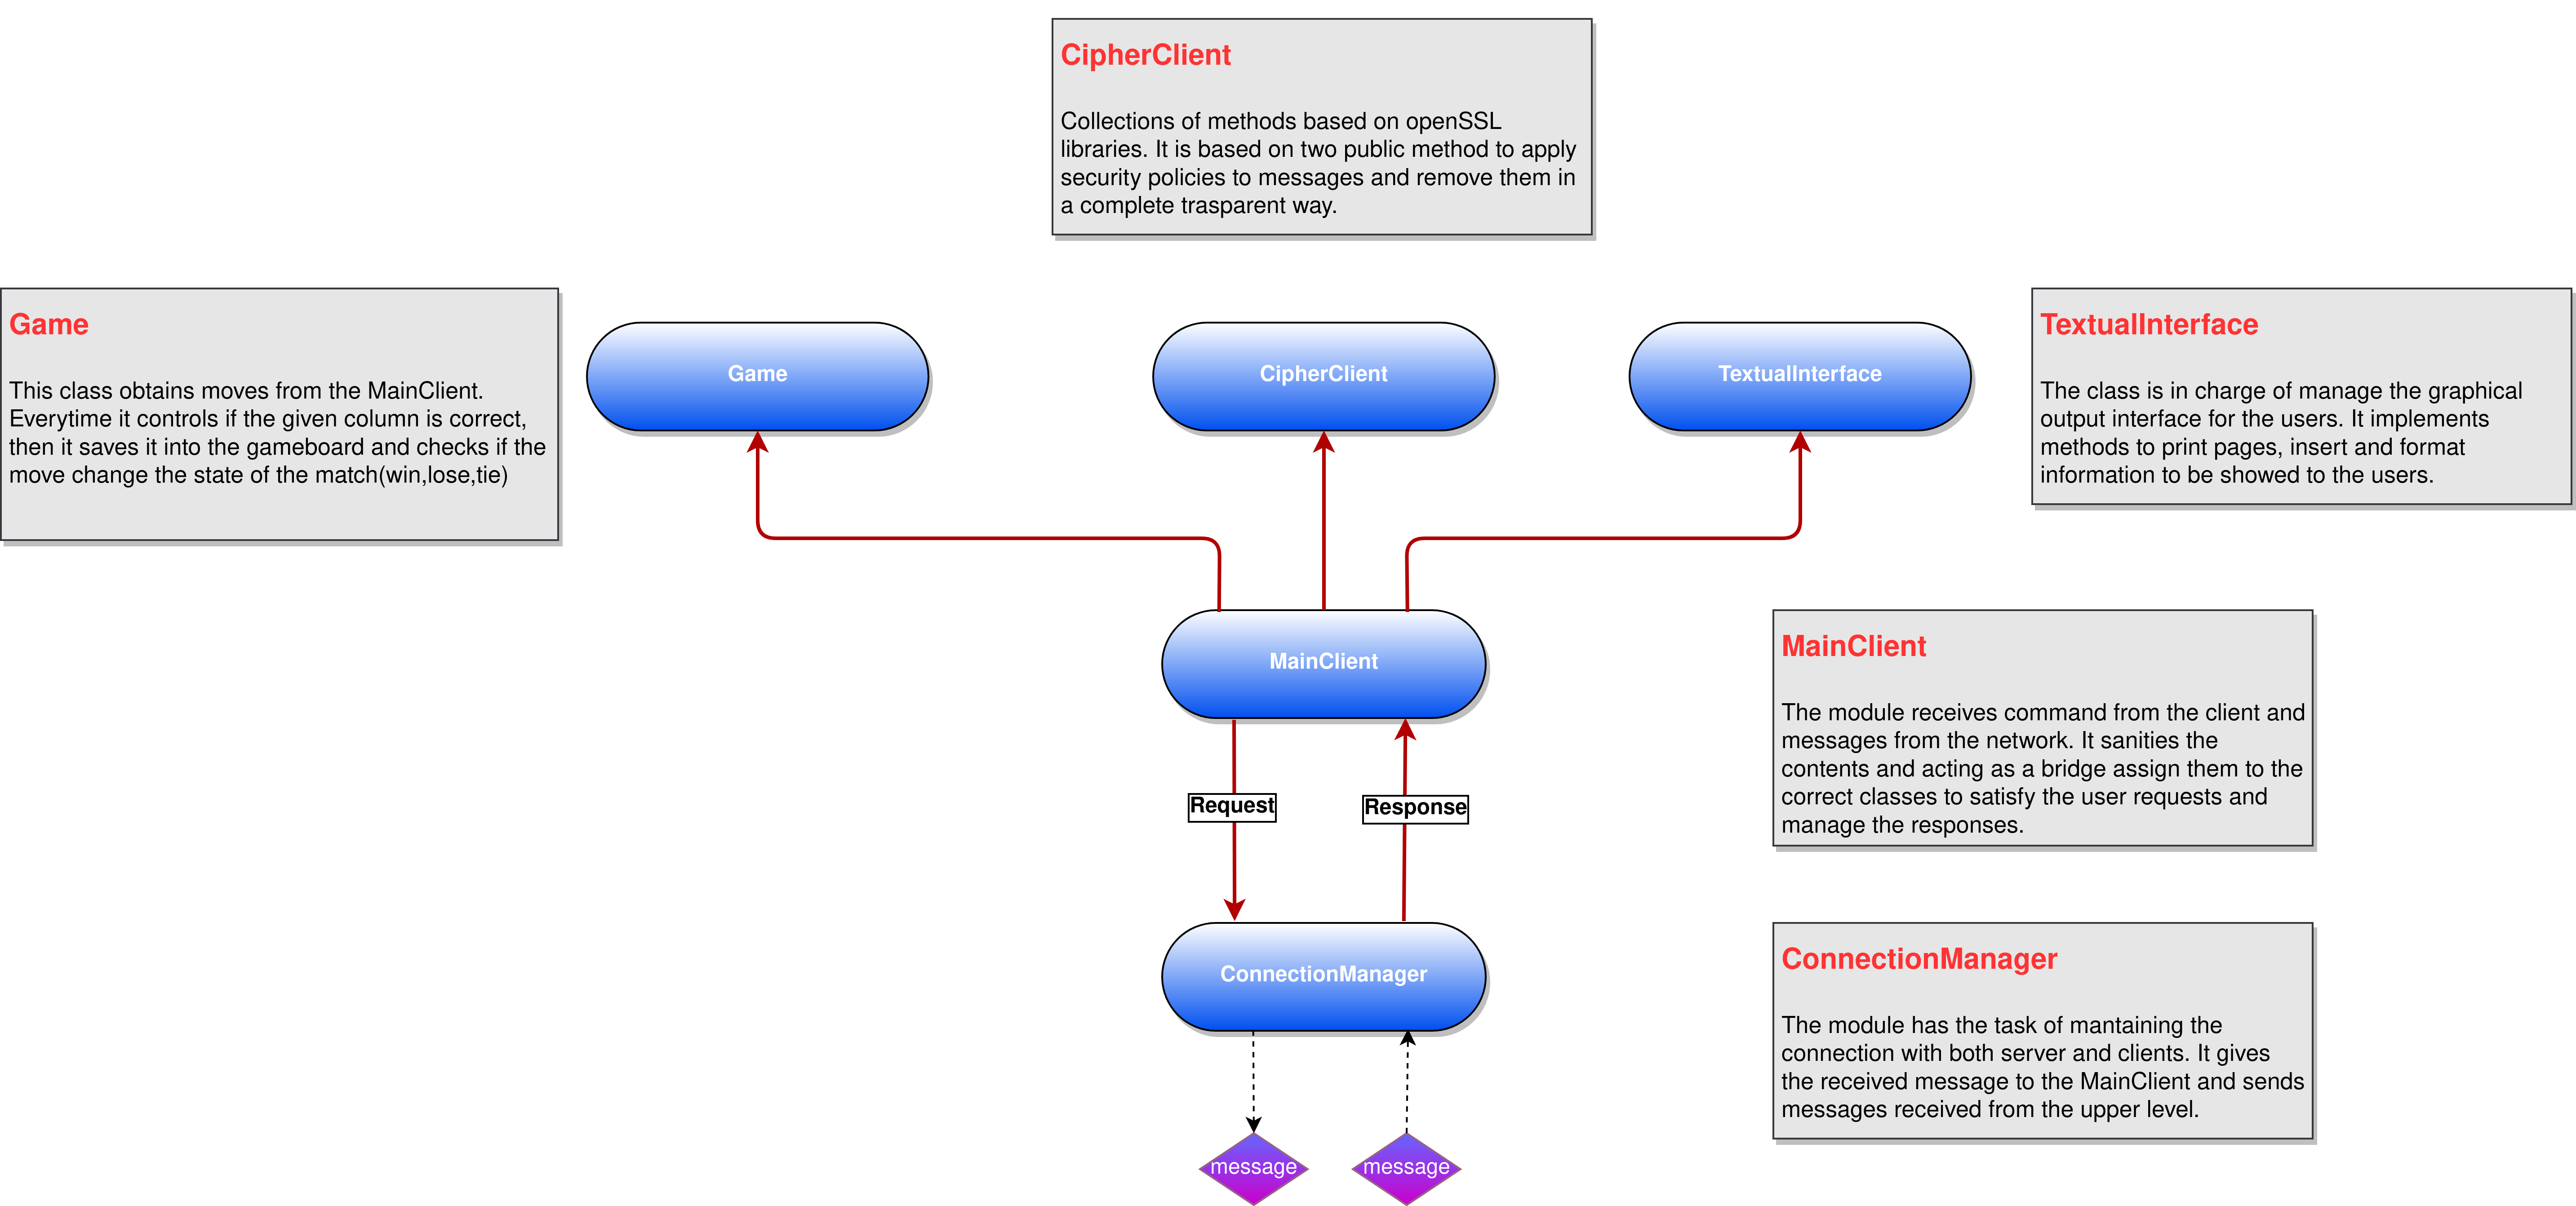 CipherClient
Collections of methods based on openSSL
libraries. It is based on two public method to apply
security policies to messages and remove them in
a complete trasparent way.
Game
This class obtains moves from the MainClient.
Everytime it controls if the given column is correct,
then it saves it into the gameboard and checks if the
move change the state of the match(win,lose,tie)
Game
CipherClient
TextualInterface
TextualInterface
The class is in charge of manage the graphical
output interface for the users. It implements
methods to print pages, insert and format
information to be showed to the users.
MainClient
MainClient
The module receives command from the client and
messages from the network. It sanities the
contents and acting as a bridge assign them to the
correct classes to satisfy the user requests and
manage the responses.
Request
Response
ConnectionManager
ConnectionManager
The module has the task of mantaining the
connection with both server and clients. It gives
the received message to the MainClient and sends
messages received from the upper level.
message
message